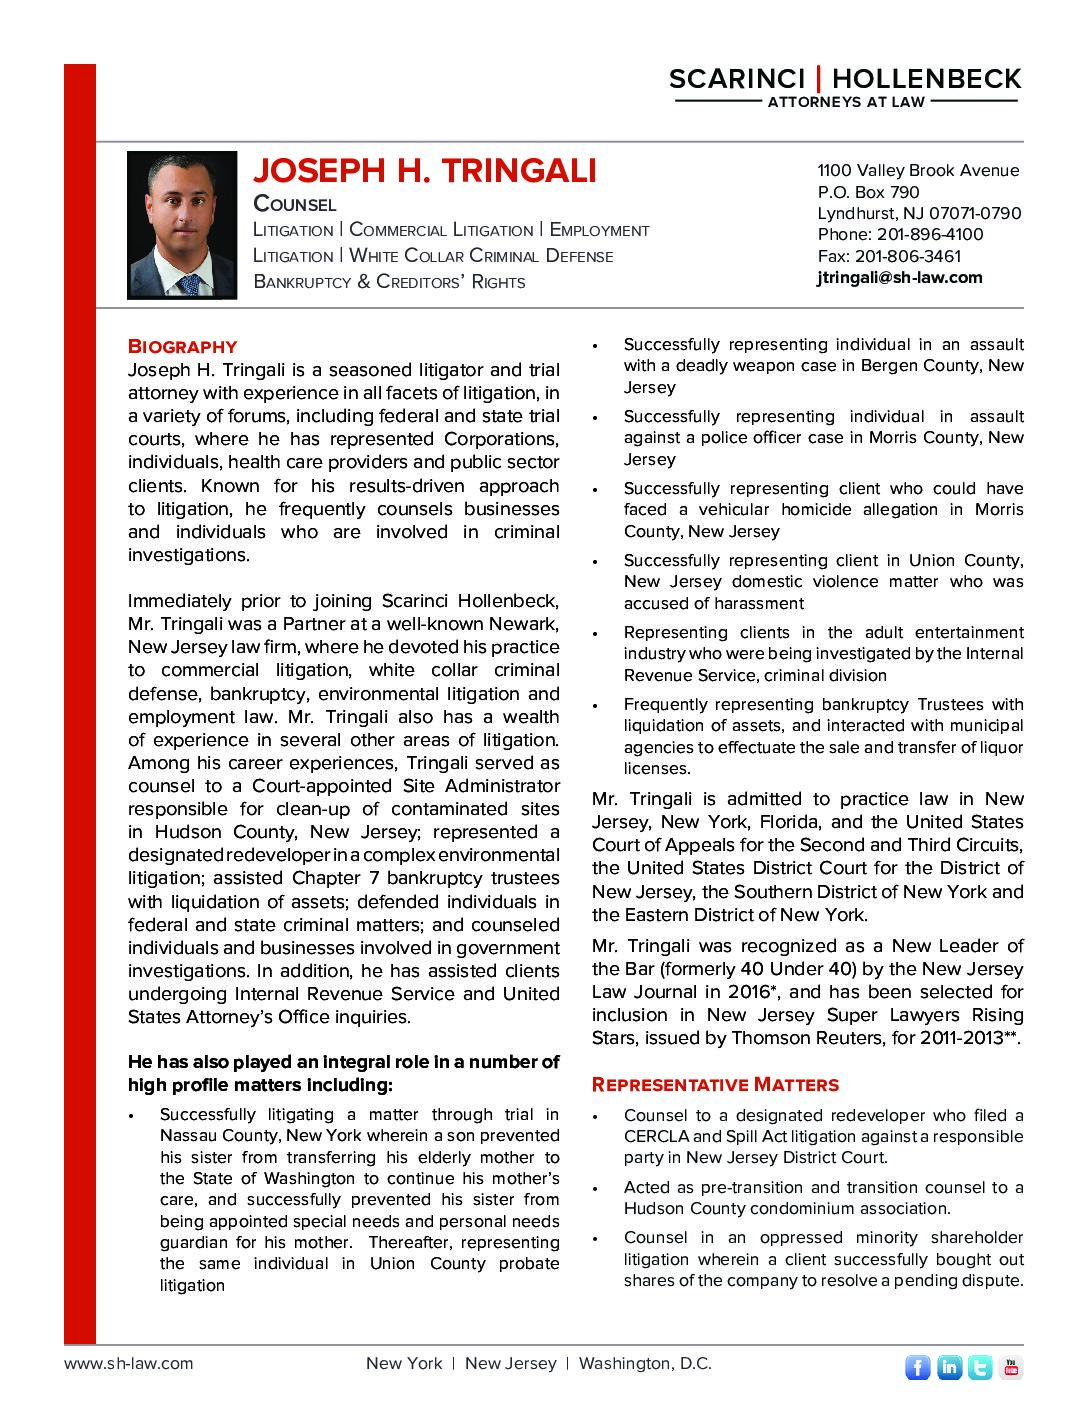 SCARINCI | HOLLENBECK
ATTORNEYS AT LAW
JOSEPH H. TRINGALI
COUNSEL
LITIGATION | COMMERCIAL LITIGATION | EMPLOYMENT
LITIGATION | WHITE COLLAR CRIMINAL DEFENSE
BANKRUPTCY & CREDITORS' RIGHTS
1100 Valley Brook Avenue
P.O. Box 790
Lyndhurst, NJ 07071-0790
Phone: 201-896-4100
Fax: 201-806-3461
jtringali@sh-law.com
BIOGRAPHY
Joseph H. Tringali is a seasoned litigator and trial
attorney with experience in all facets of litigation, in
a variety of forums, including federal and state trial
courts, where he has represented Corporations,
individuals, health care providers and public sector
clients. Known for his results-driven approach
to litigation, he frequently counsels businesses
and individuals who are involved in criminal
investigations.
Immediately prior to joining Scarinci Hollenbeck,
Mr. Tringali was a Partner at a well-known Newark,
New Jersey law firm, where he devoted his practice
to commercial litigation, white collar criminal
defense, bankruptcy, environmental litigation and
employment law. Mr. Tringali also has a wealth
of experience in several other areas of litigation.
Among his career experiences, Tringali served as
counsel to a Court-appointed Site Administrator
responsible for clean-up of contaminated sites
in Hudson County, New Jersey; represented a
designated redeveloper in a complex environmental
litigation; assisted Chapter 7 bankruptcy trustees
with liquidation of assets; defended individuals in
federal and state criminal matters; and counseled
individuals and businesses involved in government
investigations. In addition, he has assisted clients
undergoing Internal Revenue Service and United
States Attorney's Office inquiries.
He has also played an integral role in a number of
high profile matters including:
• Successfully litigating a matter through trial in
Nassau County, New York wherein a son prevented
his sister from transferring his elderly mother to
the State of Washington to continue his mother's
care, and successfully prevented his sister from
being appointed special needs and personal needs
guardian for his mother. Thereafter, representing
the same individual in Union County probate
litigation
• Successfully representing individual in an assault
with a deadly weapon case in Bergen County, New
Jersey
• Successfully representing individual in assault
against a police officer case in Morris County, New
Jersey
• Successfully representing client who could have
faced a vehicular homicide allegation in Morris
County, New Jersey
• Successfully representing client in Union County,
New Jersey domestic violence matter who was
accused of harassment
• Representing clients in the adult entertainment
industry who were being investigated by the Internal
Revenue Service, criminal division
• Frequently representing bankruptcy Trustees with
liquidation of assets, and interacted with municipal
agencies to effectuate the sale and transfer of liquor
licenses.
Mr. Tringali is admitted to practice law in New
Jersey, New York, Florida, and the United States
Court of Appeals for the Second and Third Circuits,
the United States District Court for the District of
New Jersey, the Southern District of New York and
the Eastern District of New York.
Mr. Tringali was recognized as a New Leader of
the Bar (formerly 40 Under 40) by the New Jersey
Law Journal in 2016*, and has been selected for
inclusion in New Jersey Super Lawyers Rising
Stars, issued by Thomson Reuters, for 2011-2013**.
REPRESENTATIVE MATTERS
• Counsel to a designated redeveloper who filed a
CERCLA and Spill Act litigation against a responsible
party in New Jersey District Court.
• Acted as pre-transition and transition counsel to a
Hudson County condominium association.
• Counsel in an oppressed minority shareholder
litigation wherein a client successfully bought out
shares of the company to resolve a pending dispute.
www.sh-law.com
New York | New Jersey | Washington, D.C.
f
in
t
You
Tube